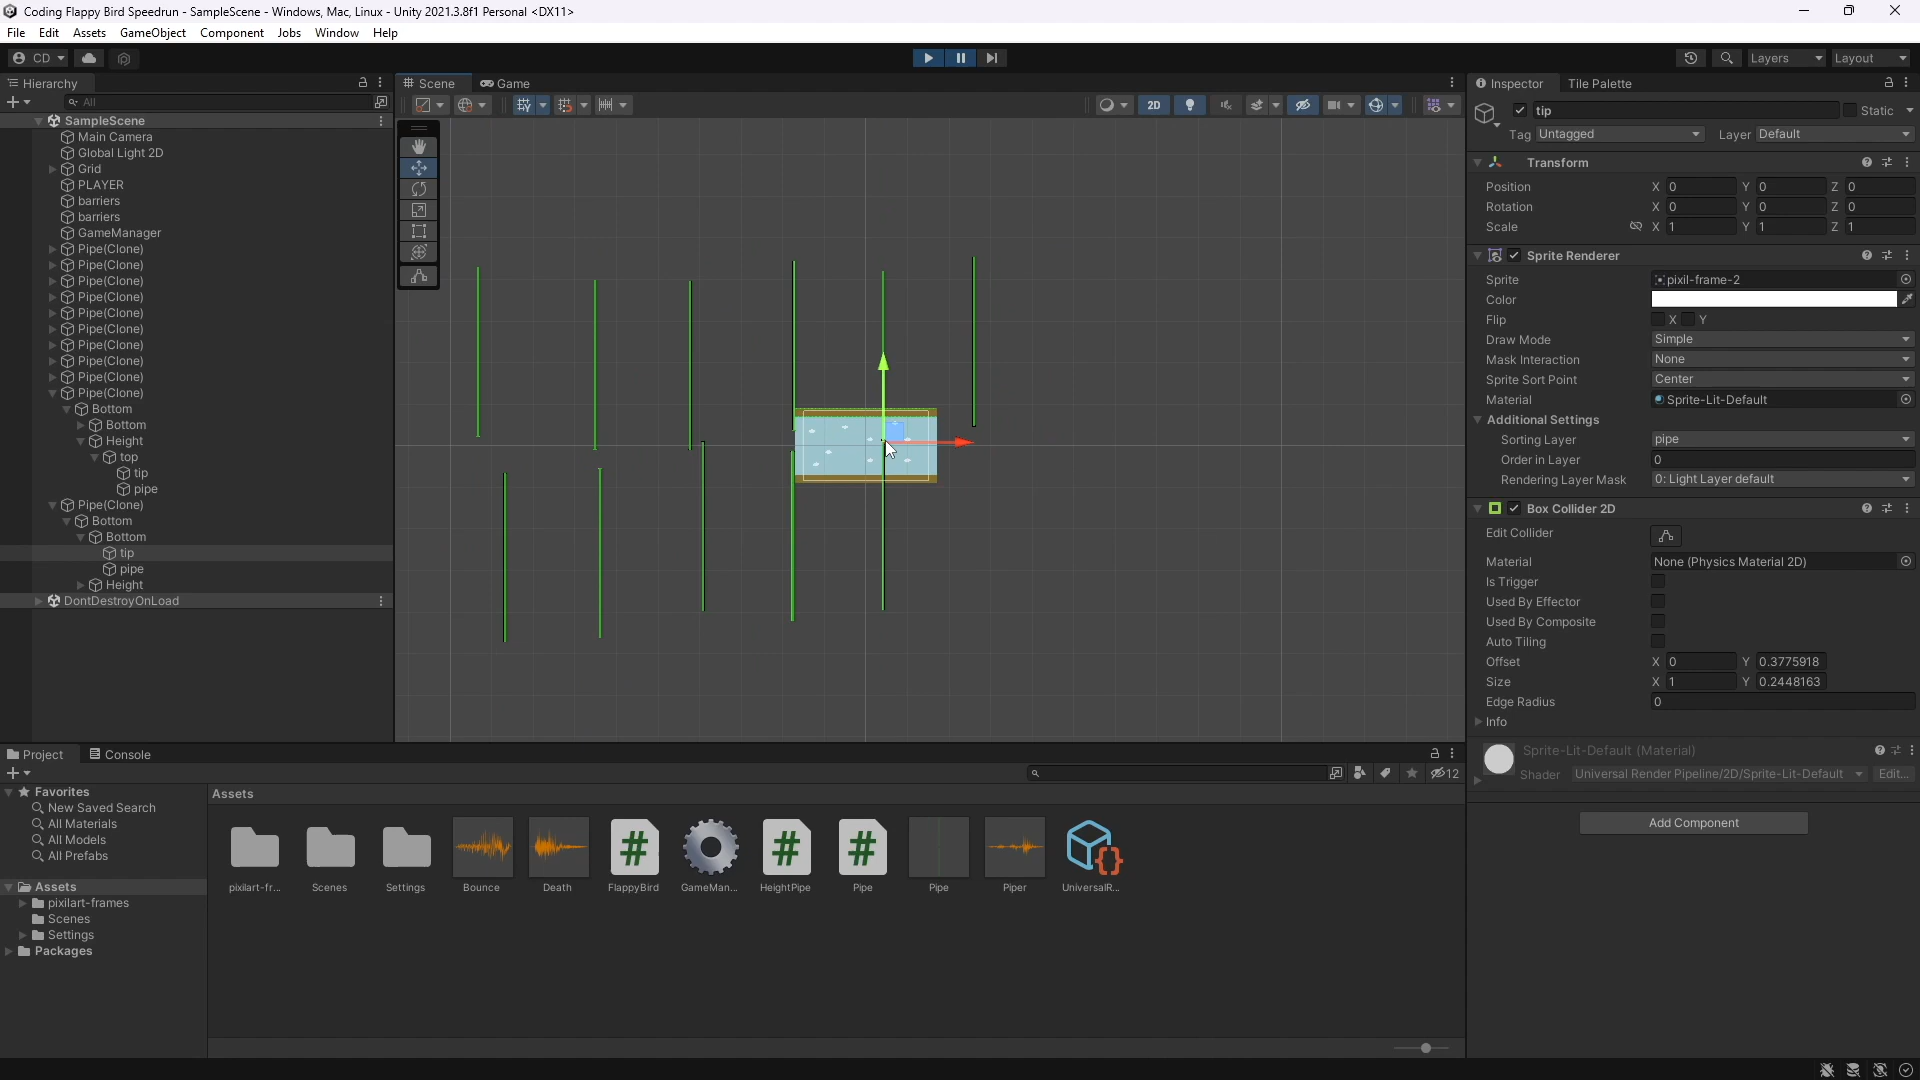 Coding Flappy Bird Speedrun - SampleScene - Windows, Mac, Linux - Unity 2021.3.8f1 Personal <DX11>
File Edit Assets GameObject Component Jobs Window Help
CD Layers Layout
Hierarchy
All
SampleScene
Main Camera
Global Light 2D
Grid
PLAYER
barriers
barriers
GameManager
Pipe(Clone)
Pipe(Clone)
Pipe(Clone)
Pipe(Clone)
Pipe(Clone)
Pipe(Clone)
Pipe(Clone)
Pipe(Clone)
Pipe(Clone)
Pipe(Clone)
Bottom
Bottom
Height
top
tip
pipe
Pipe(Clone)
Bottom
Bottom
tip
pipe
Height
DontDestroyOnLoad
Scene Game
2D
Inspector Tile Palette
tip Static
Tag Untagged Layer Default
Transform
Position X 0 Y 0 Z 0
Rotation X 0 Y 0 Z 0
Scale X 1 Y 1 Z 1
Sprite Renderer
Sprite pixil-frame-2
Color
Flip X Y
Draw Mode Simple
Mask Interaction None
Sprite Sort Point Center
Material Sprite-Lit-Default
Additional Settings
Sorting Layer pipe
Order in Layer 0
Rendering Layer Mask 0: Light Layer default
Box Collider 2D
Edit Collider
Material None (Physics Material 2D)
Is Trigger
Used By Effector
Used By Composite
Auto Tiling
Offset X 0 Y 0.3775918
Size X 1 Y 0.2448163
Edge Radius 0
Info
Sprite-Lit-Default (Material)
Shader Universal Render Pipeline/2D/Sprite-Lit-Default Edit...
Add Component
Project Console
12
Favorites
New Saved Search
All Materials
All Models
All Prefabs
Assets
pixilart-frames
Scenes
Settings
Packages
Assets
pixilart-fr... Scenes Settings Bounce Death FlappyBird GameMan... HeightPipe Pipe Pipe Piper UniversalR...